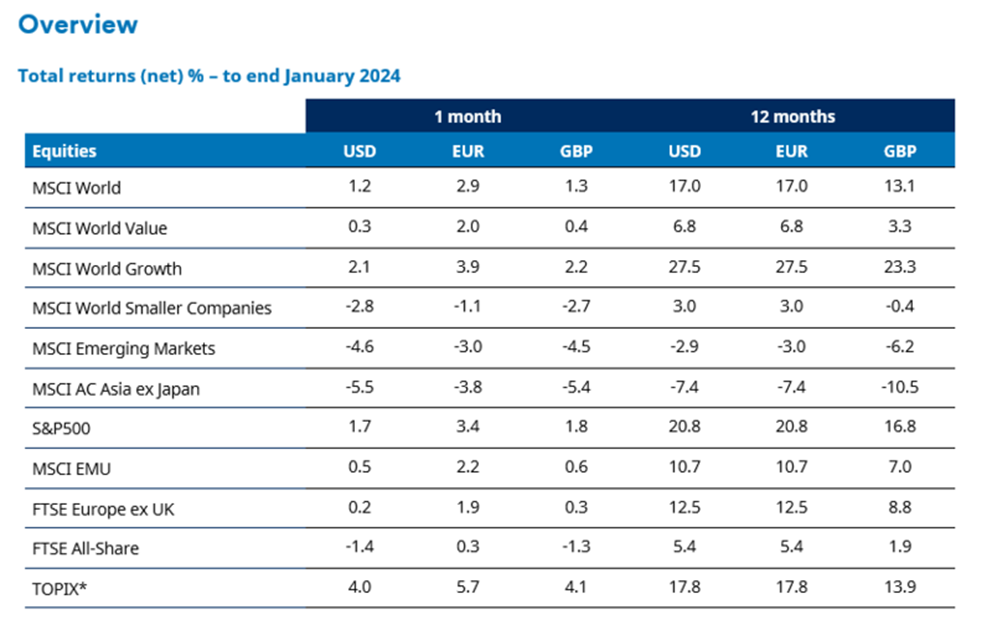 Overview
Total returns (net) % – to end January 2024
1 month 12 months
Equities USD EUR GBP USD EUR GBP
MSCI World 1.2 2.9 1.3 17.0 17.0 13.1
MSCI World Value 0.3 2.0 0.4 6.8 6.8 3.3
MSCI World Growth 2.1 3.9 2.2 27.5 27.5 23.3
MSCI World Smaller Companies -2.8 -1.1 -2.7 3.0 3.0 -0.4
MSCI Emerging Markets -4.6 -3.0 -4.5 -2.9 -3.0 -6.2
MSCI AC Asia ex Japan -5.5 -3.8 -5.4 -7.4 -7.4 -10.5
S&P500 1.7 3.4 1.8 20.8 20.8 16.8
MSCI EMU 0.5 2.2 0.6 10.7 10.7 7.0
FTSE Europe ex UK 0.2 1.9 0.3 12.5 12.5 8.8
FTSE All-Share -1.4 0.3 -1.3 5.4 5.4 1.9
TOPIX* 4.0 5.7 4.1 17.8 17.8 13.9